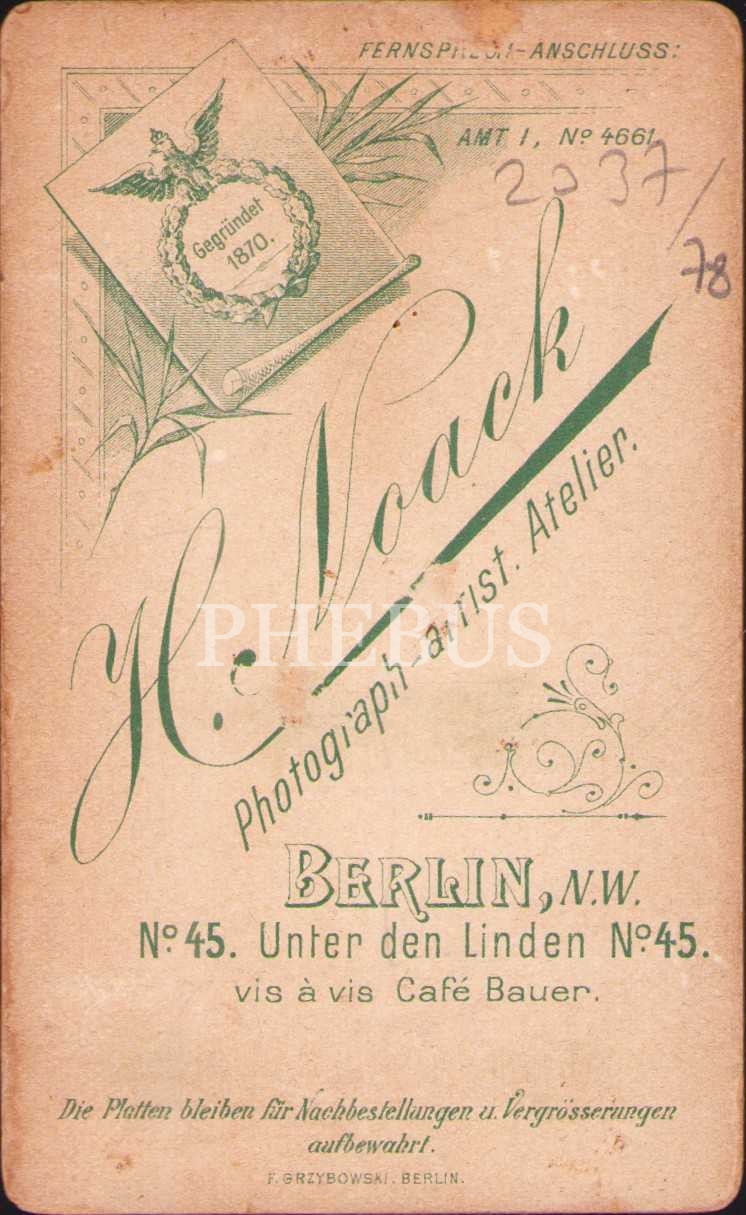 FERNSPRECH-ANSCHLUSS:
AMT I, Nº 4661.
2037/
78
Gegründet
1870.
H. Noack
Photograph-artist. Atelier.
PHEBUS
BERLIN, N.W.
Nº 45. Unter den Linden Nº 45.
vis à vis Café Bauer.
Die Platten bleiben für Nachbestellungen u. Vergrösserungen
aufbewahrt.
F. GRZYBOWSKI. BERLIN.